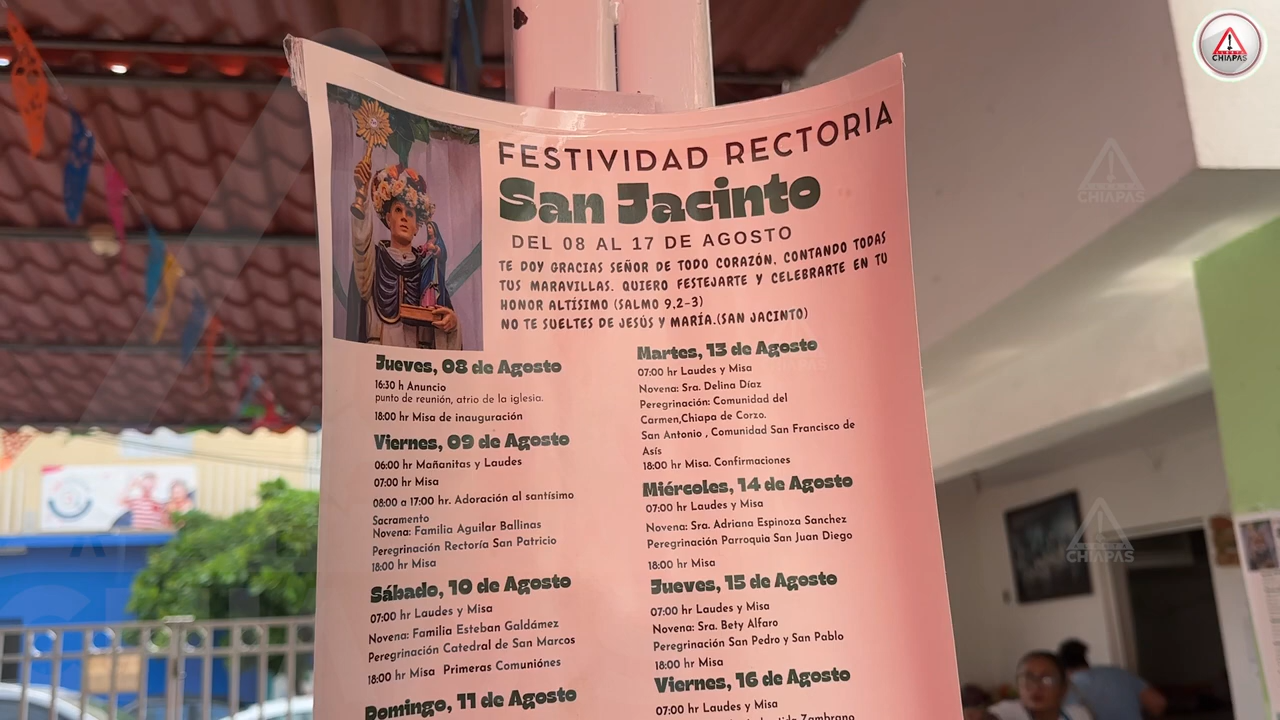 FESTIVIDAD RECTORIA
San Jacinto
DEL 08 AL 17 DE AGOSTO
TE DOY GRACIAS SEÑOR DE TODO CORAZÓN, CONTANDO TODAS
TUS MARAVILLAS. QUIERO FESTEJARTE Y CELEBRARTE EN TU
HONOR ALTÍSIMO (SALMO 9,2-3)
NO TE SUELTES DE JESÚS Y MARÍA.(SAN JACINTO)
Jueves, 08 de Agosto
16:30 h Anuncio
punto de reunión, atrio de la iglesia.
18:00 hr Misa de inauguración
Viernes, 09 de Agosto
06:00 hr Mañanitas y Laudes
07:00 hr Misa
08:00 a 17:00 hr. Adoración al santísimo
Sacramento
Novena: Familia Aguilar Ballinas
Peregrinación Rectoría San Patricio
18:00 hr Misa
Sábado, 10 de Agosto
07:00 hr Laudes y Misa
Novena: Familia Esteban Galdámez
Peregrinación Catedral de San Marcos
18:00 hr Misa Primeras Comuniónes
Domingo, 11 de Agosto
Martes, 13 de Agosto
07:00 hr Laudes y Misa
Novena: Sra. Delina Díaz
Peregrinación: Comunidad del
Carmen,Chiapa de Corzo.
San Antonio , Comunidad San Francisco de
Asís
18:00 hr Misa. Confirmaciones
Miércoles, 14 de Agosto
07:00 hr Laudes y Misa
Novena: Sra. Adriana Espinoza Sanchez
Peregrinación Parroquia San Juan Diego
18:00 hr Misa
Jueves, 15 de Agosto
07:00 hr Laudes y Misa
Novena: Sra. Bety Alfaro
Peregrinación San Pedro y San Pablo
18:00 hr Misa
Viernes, 16 de Agosto
07:00 hr Laudes y Misa
Zambrano
ALERTA
CHIAPAS
CHIAPAS
CHIAPAS